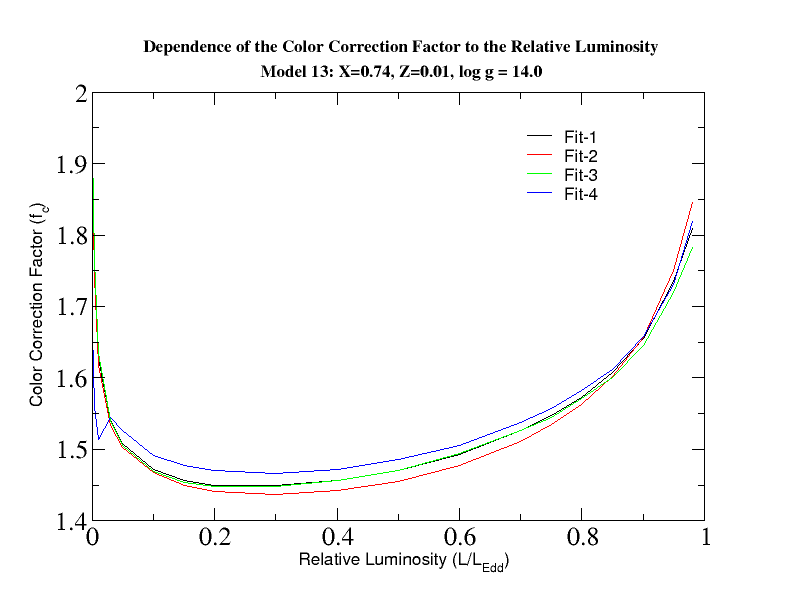 Dependence of the Color Correction Factor to the Relative Luminosity
Model 13: X=0.74, Z=0.01, log g = 14.0
2
1.9
1.8
1.7
1.6
1.5
1.4
Color Correction Factor (fc)
Fit-1
Fit-2
Fit-3
Fit-4
0 0.2 0.4 0.6 0.8 1
Relative Luminosity (L/LEdd)